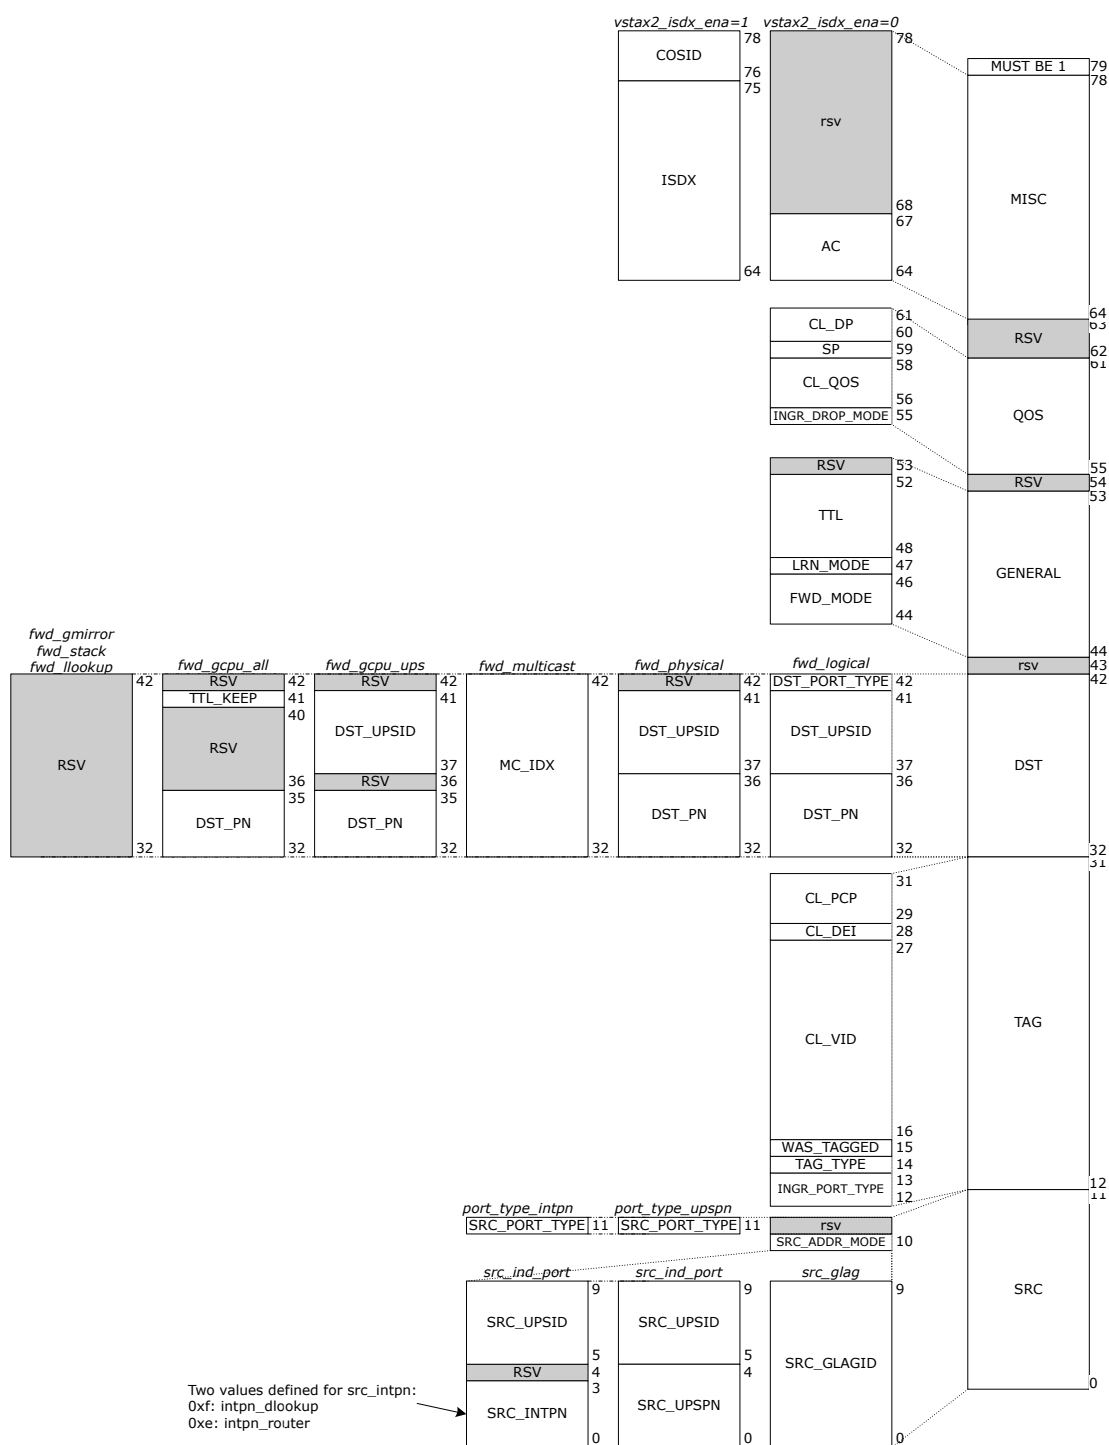 vstax2_isdx_ena=1 vstax2_isdx_ena=0
78 78
COSID
MUST BE 1 79
76 78
75
rsv
ISDX
MISC
68
67
AC
64 64
64
63
61
CL_DP
60
RSV
SP 59
62
58 61
CL_QOS
56
INGR_DROP_MODE 55
QOS
RSV 53
55
52
RSV 54
53
TTL
48
LRN_MODE 47
46
GENERAL
FWD_MODE
44
fwd_gmirror
fwd_stack
fwd_llookup fwd_gcpu_all fwd_gcpu_ups fwd_multicast fwd_physical fwd_logical
44
rsv 43
42 RSV 42 RSV 42 42 RSV 42 DST_PORT_TYPE 42 42
TTL_KEEP 41 41 41 41
40
DST_UPSID DST_UPSID DST_UPSID
RSV RSV MC_IDX DST
37 37 37
36 RSV 36 36 36
35 35
DST_PN DST_PN DST_PN DST_PN
32 32 32 32 32 32 32
31
31
CL_PCP
29
CL_DEI 28
27
TAG
CL_VID
16
WAS_TAGGED 15
TAG_TYPE 14
13
INGR_PORT_TYPE
12
12
11
port_type_intpn port_type_upspn
SRC_PORT_TYPE 11 SRC_PORT_TYPE 11 rsv
SRC_ADDR_MODE 10
src_ind_port src_ind_port src_glag
9 9 9
SRC
SRC_UPSID SRC_UPSID
5 5
SRC_GLAGID
RSV 4 4
3
0
Two values defined for src_intpn:
0xf: intpn_dlookup
0xe: intpn_router
SRC_INTPN SRC_UPSPN
0 0 0